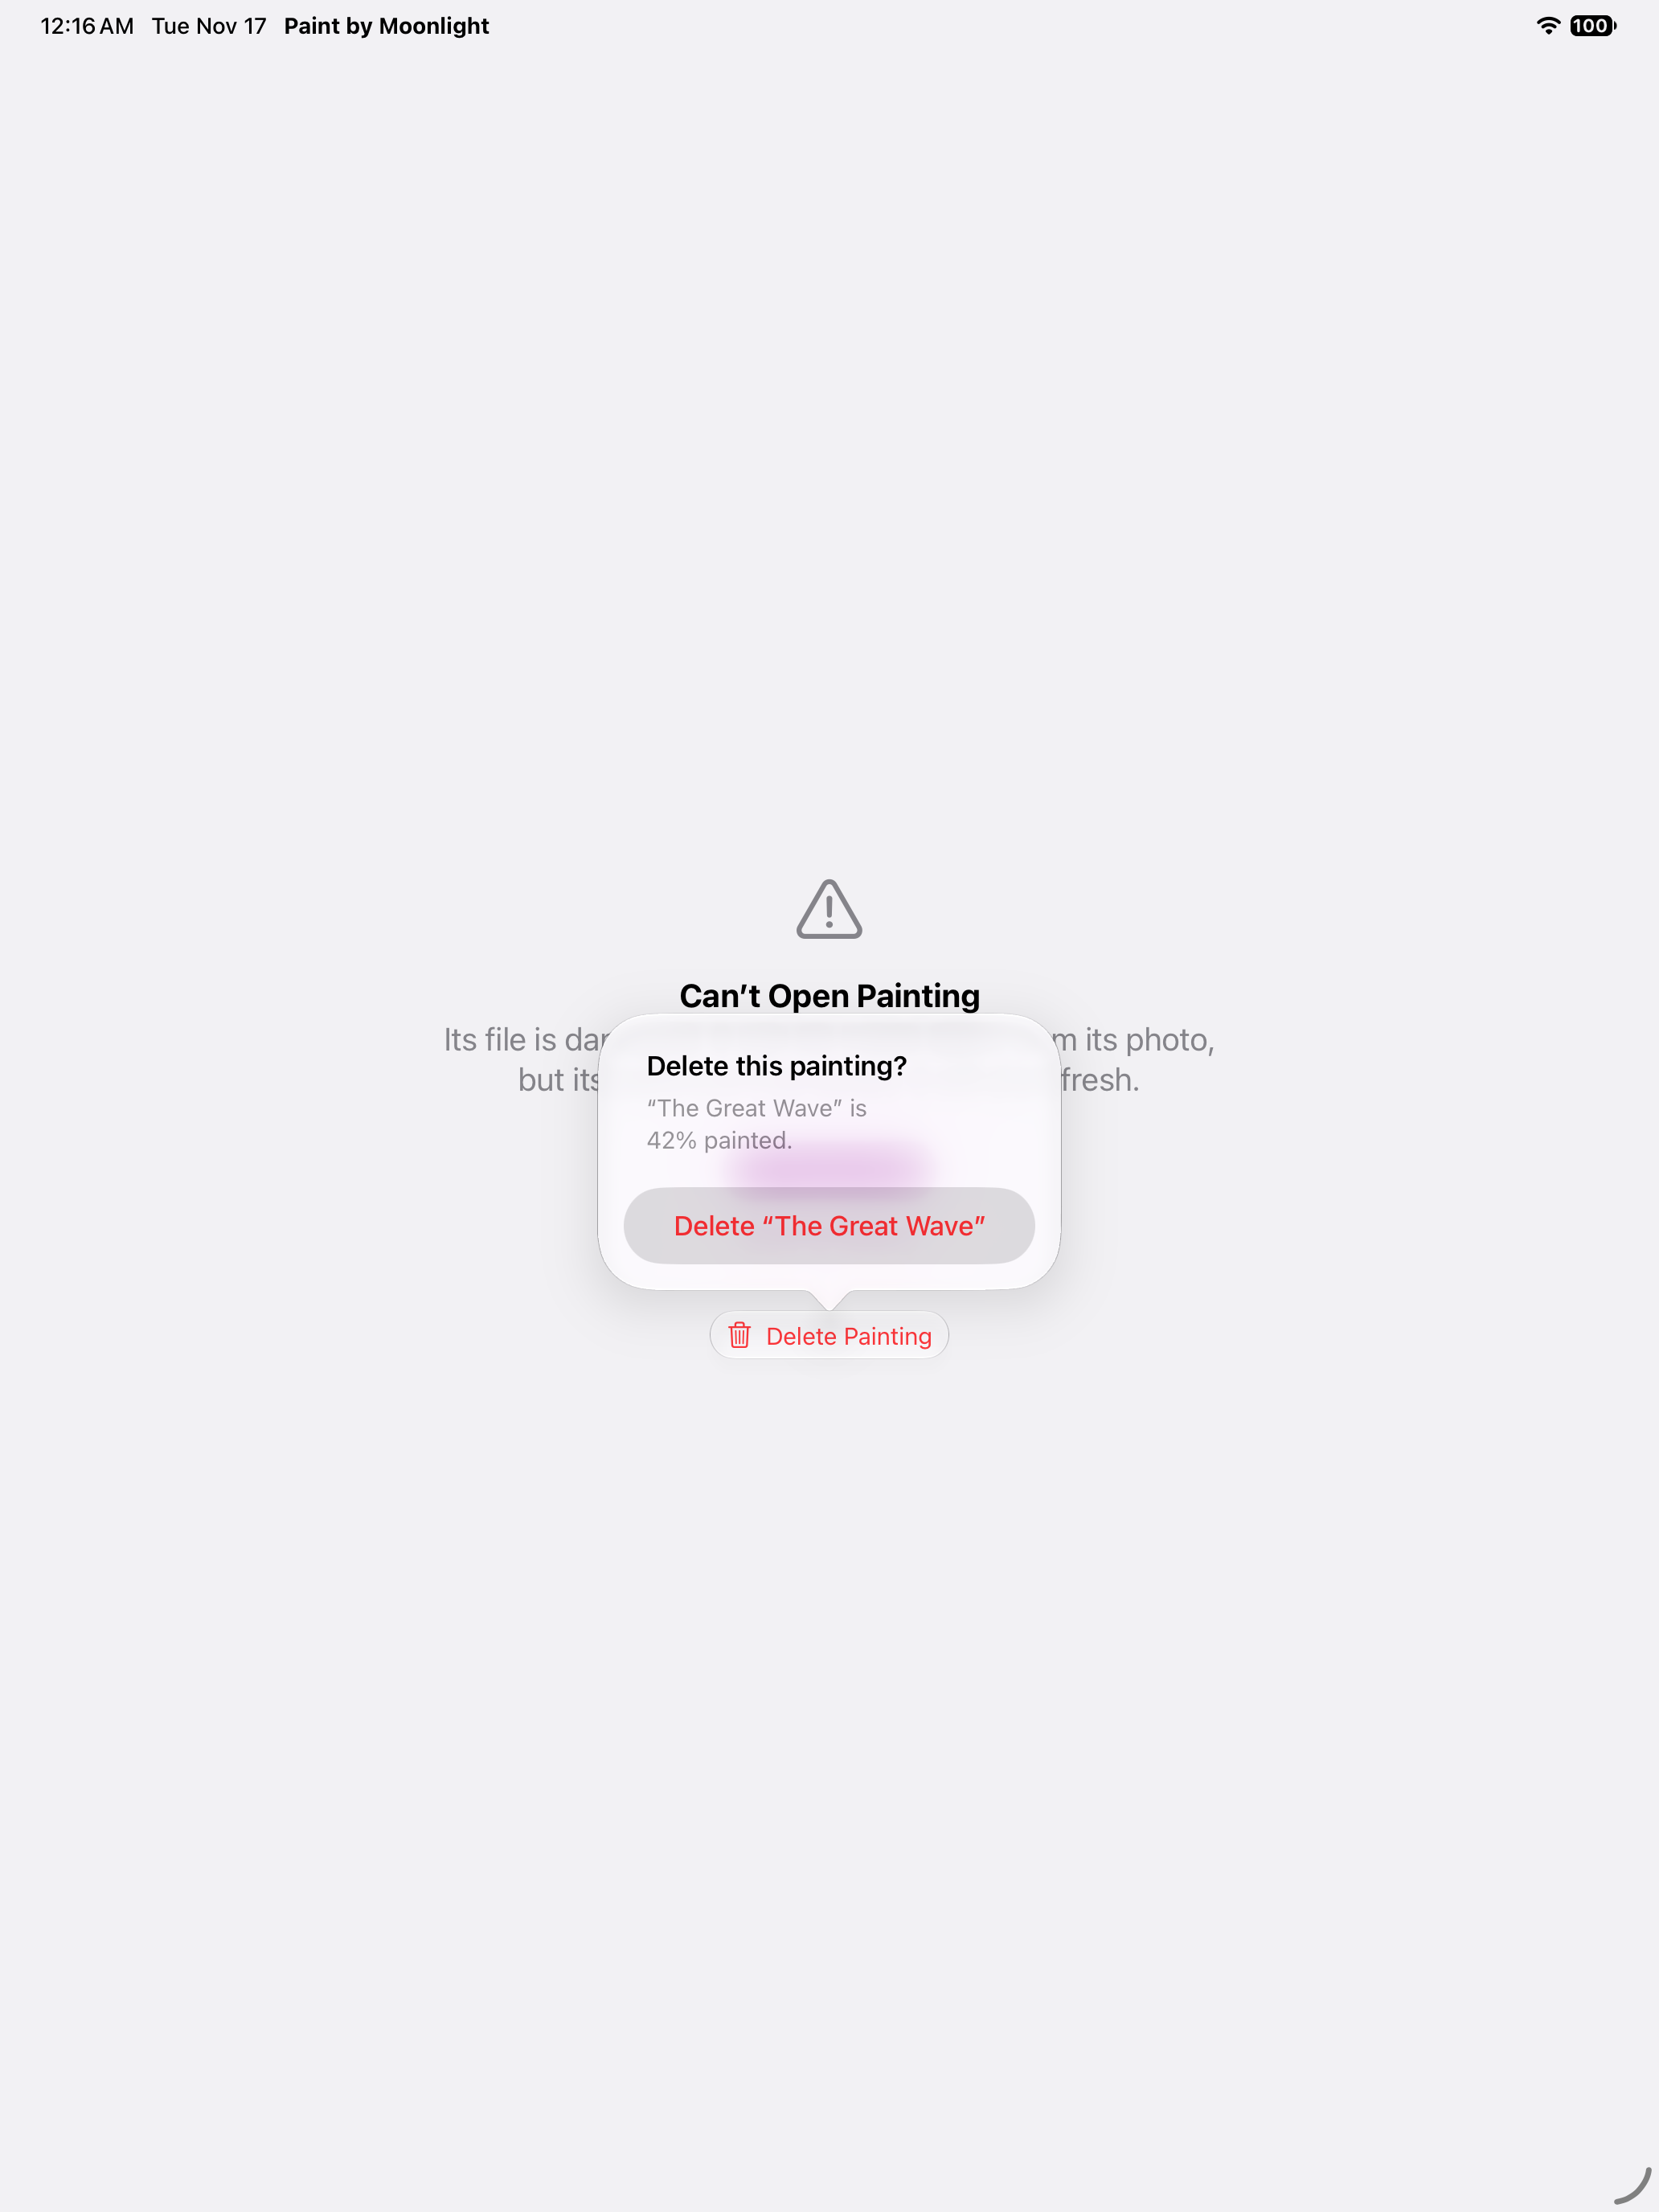 12:16 AM Tue Nov 17 Paint by Moonlight
100
Can’t Open Painting
Its file is m its photo,
but its fresh.
Delete this painting?
“The Great Wave” is
42% painted.
Delete “The Great Wave”
Delete Painting